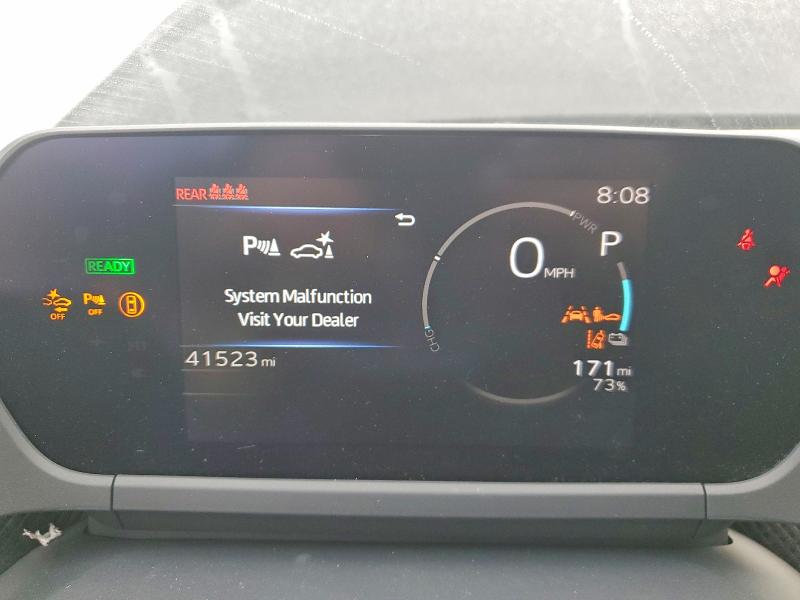 REAR
8:08
PWR
P
READY
P
0 MPH
P
OFF
OFF
System Malfunction
Visit Your Dealer
CHG
41523 mi
171 mi
73%